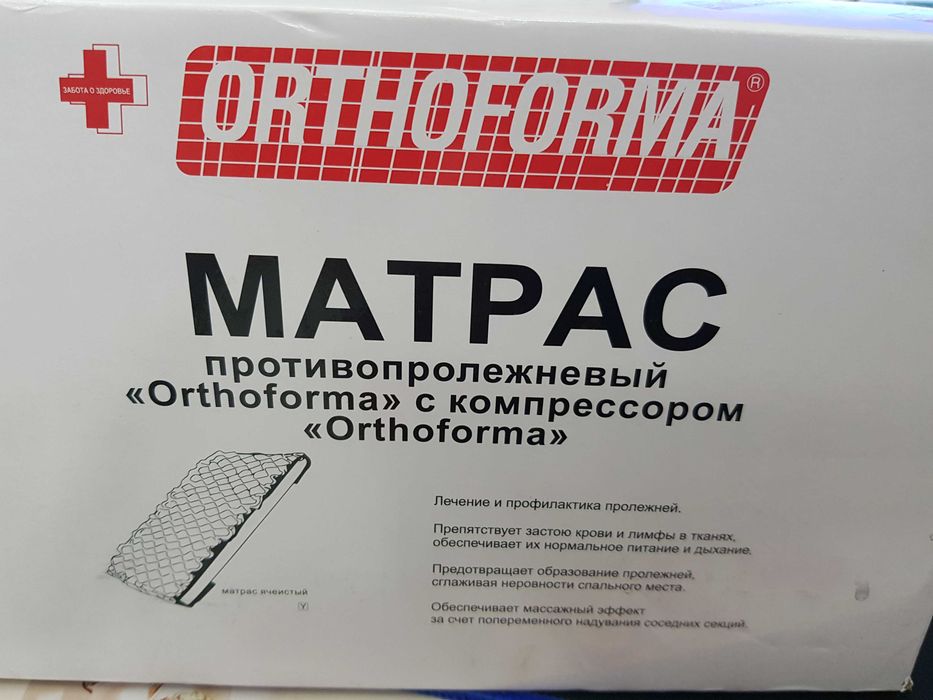 ЗАБОТА О ЗДОРОВЬЕ
ORTHOFORMA®
МАТРАС
противопролежневый
«Orthoforma» с компрессором
«Orthoforma»
матрас ячеистый
Y
Лечение и профилактика пролежней.
Препятствует застою крови и лимфы в тканях,
обеспечивает их нормальное питание и дыхание.
Предотвращает образование пролежней,
сглаживая неровности спального места.
Обеспечивает массажный эффект
за счет попеременного надувания соседних секций.